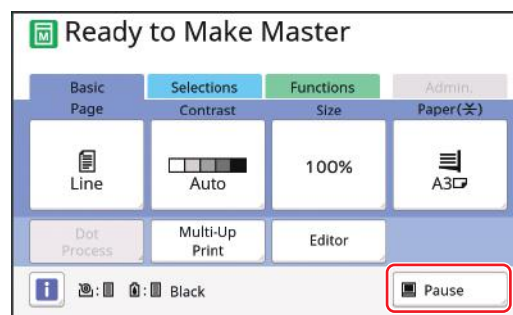 M Ready to Make Master
Basic Selections Functions Admin.
Page Contrast Size Paper(⚹)
Line Auto 100% A3
Dot Process Multi-Up Print Editor
i : : Black Pause